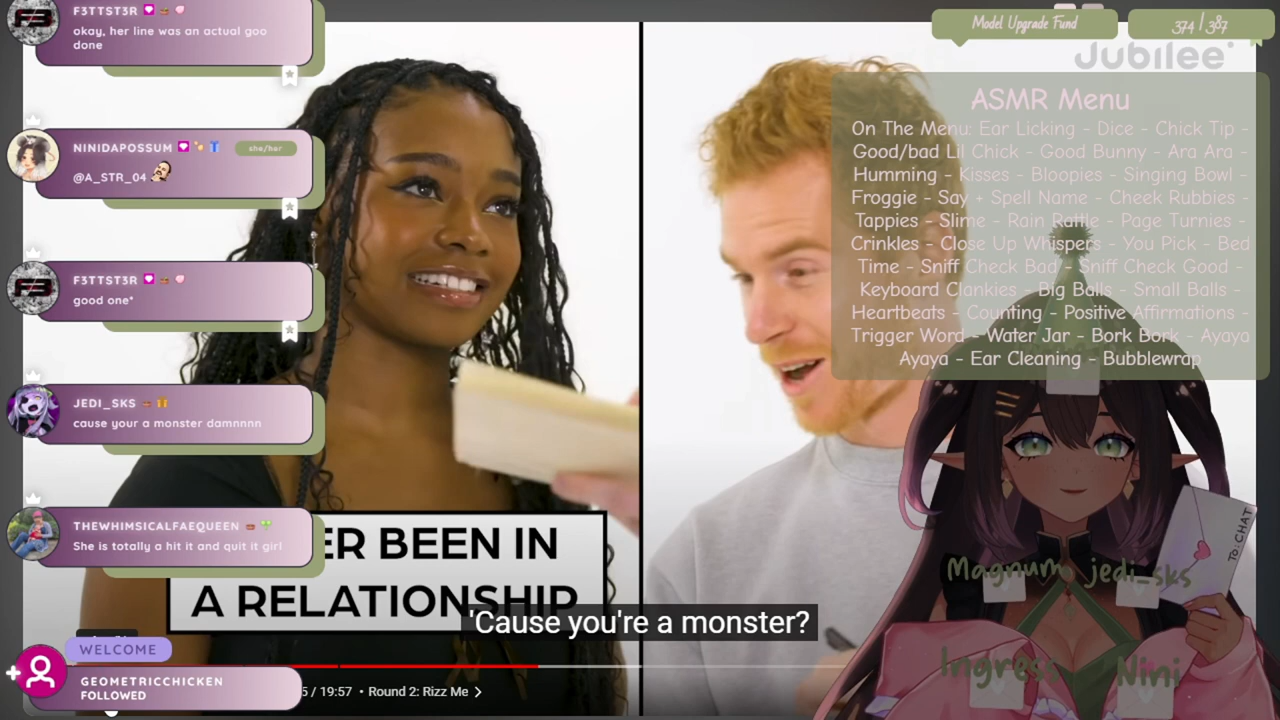 F3TTST3R
okay, her line was an actual goo
done
NINIDAPOSSUM
she/her
@A_STR_04
F3TTST3R
good one*
JEDI_SKS
cause your a monster damnnnn
THEWHIMSICALFAEQUEEN
She is totally a hit it and quit it girl
WELCOME
GEOMETRICCHICKEN
FOLLOWED
ER BEEN IN
A RELATIONSHIP
'Cause you're a monster?
/ 19:57 • Round 2: Rizz Me
Model Upgrade Fund
374 / 387
Jubilee
ASMR Menu
On The Menu: Ear Licking - Dice - Chick Tip -
Good/bad Lil Chick - Good Bunny - Ara Ara -
Humming - Kisses - Bloopies - Singing Bowl -
Froggie - Say + Spell Name - Cheek Rubbies -
Tappies - Slime - Rain Rattle - Page Turnies -
Crinkles - Close Up Whispers - You Pick - Bed
Time - Sniff Check Bad - Sniff Check Good -
Keyboard Clankies - Big Balls - Small Balls -
Heartbeats - Counting - Positive Affirmations -
Trigger Word - Water Jar - Bork Bork - Ayaya
Ayaya - Ear Cleaning - Bubblewrap
TO: CHAT
Magnum jedi_sks
Ingress Nini